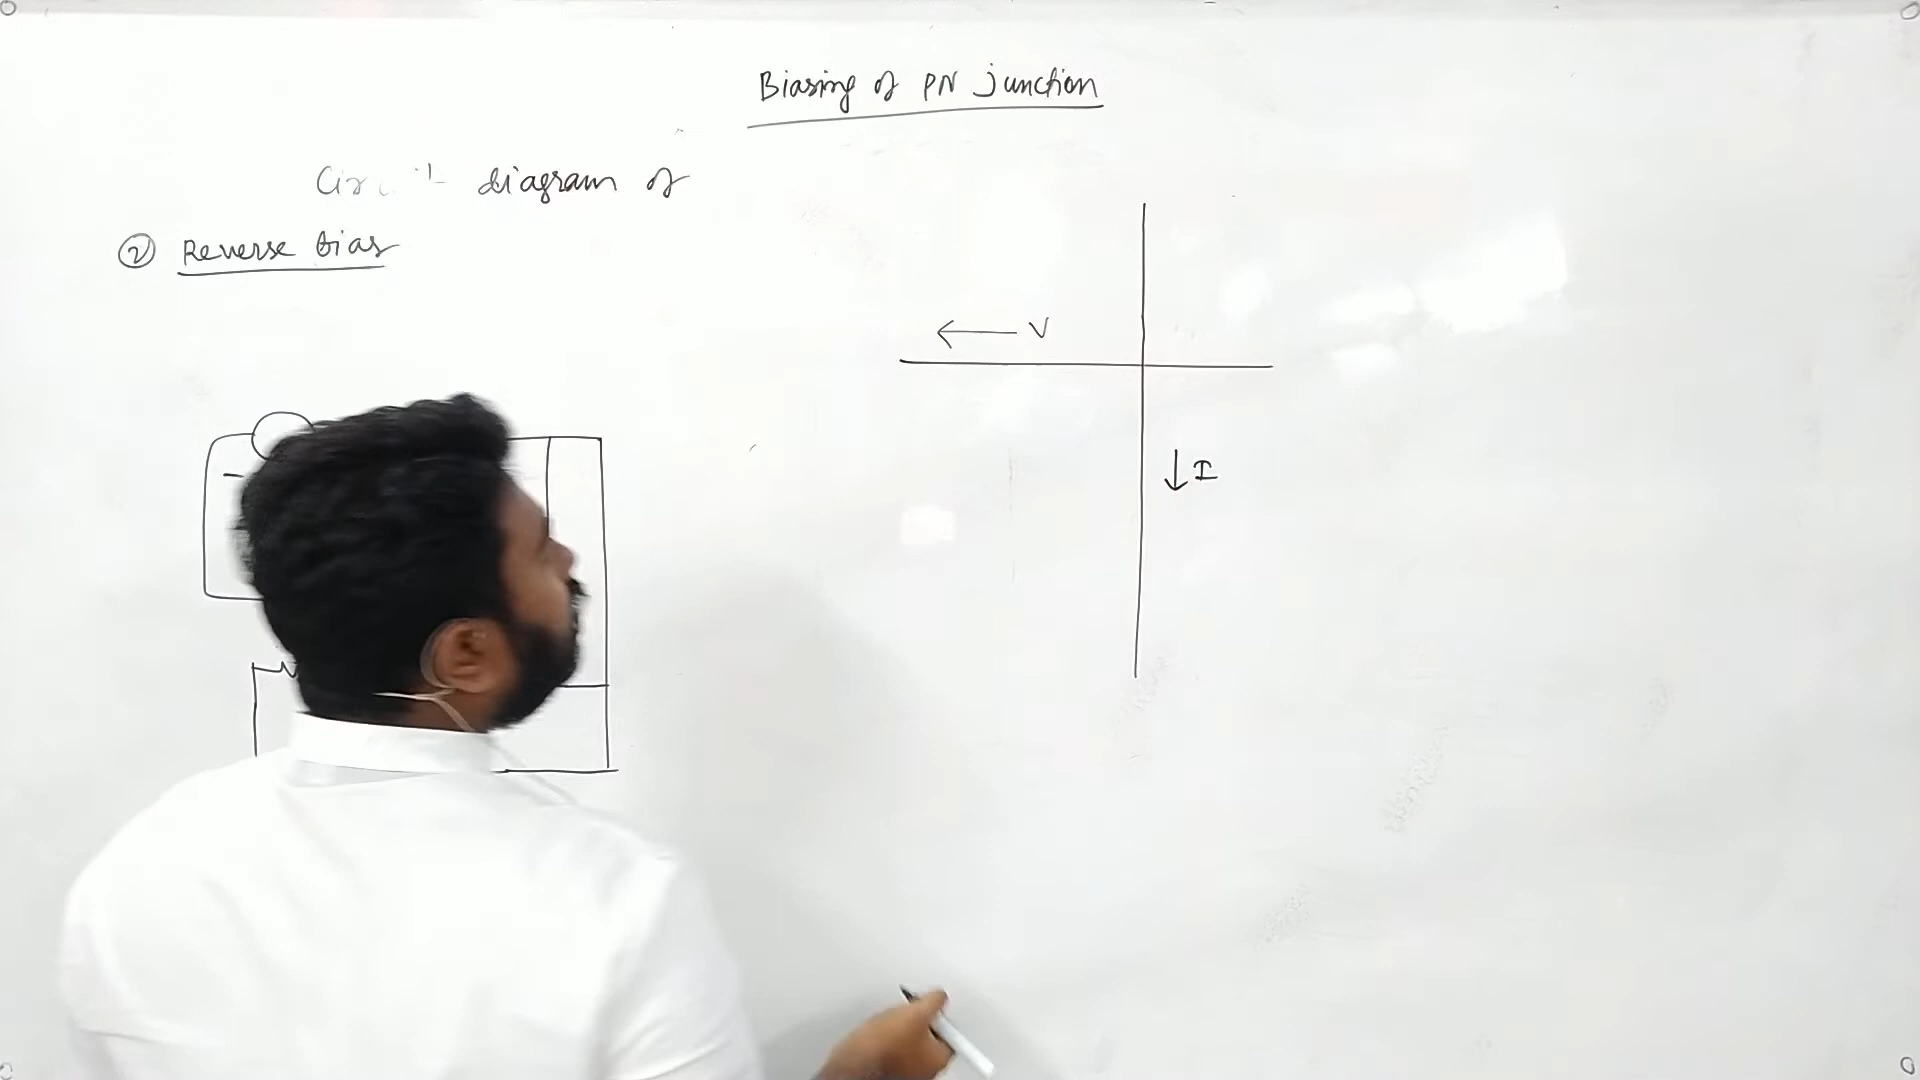 Biasing of PN junction
Circuit diagram of
② Reverse bias
V
I